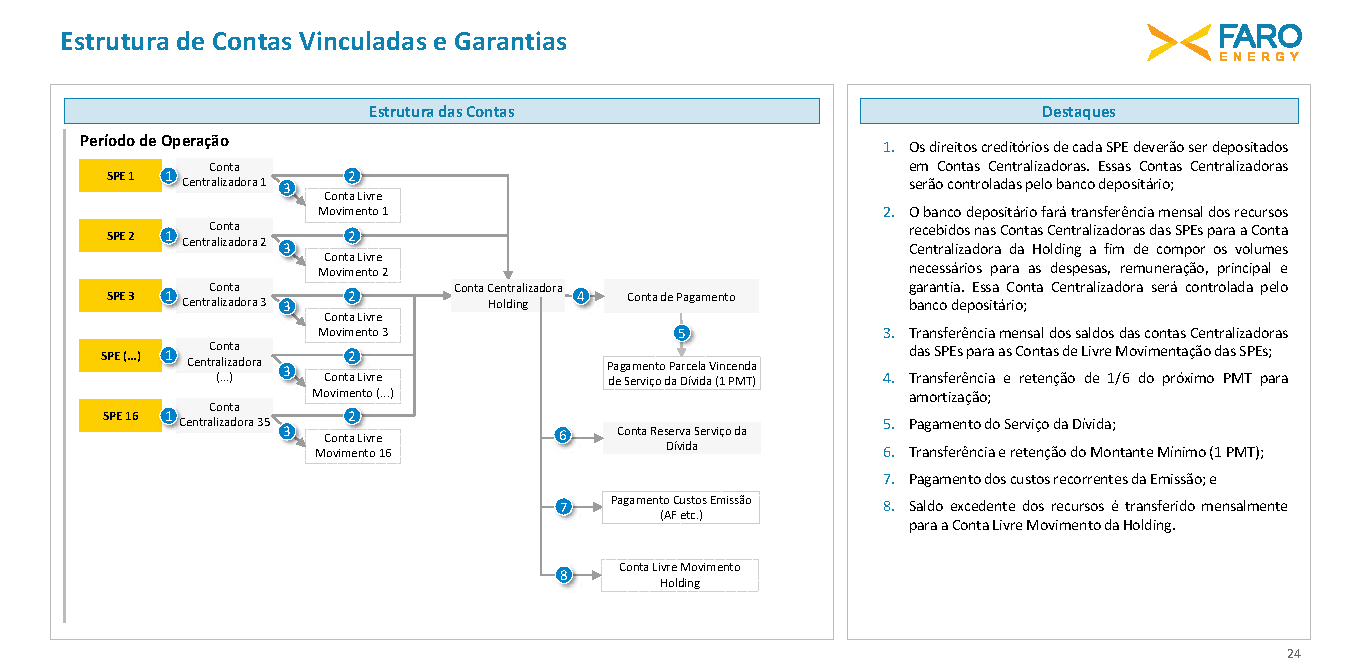 Estrutura de Contas Vinculadas e Garantias
FARO
ENERGY
Estrutura das Contas
Período de Operação
SPE 1
1
Conta
Centralizadora 1
2
3
Conta Livre
Movimento 1
SPE 2
1
Conta
Centralizadora 2
2
3
Conta Livre
Movimento 2
SPE 3
1
Conta
Centralizadora 3
2
3
Conta Livre
Movimento 3
SPE (...)
1
Conta
Centralizadora
(...)
2
3
Conta Livre
Movimento (...)
SPE 16
1
Conta
Centralizadora 35
2
3
Conta Livre
Movimento 16
Conta Centralizadora
Holding
4
Conta de Pagamento
5
Pagamento Parcela Vincenda
de Serviço da Dívida (1 PMT)
6
Conta Reserva Serviço da
Dívida
7
Pagamento Custos Emissão
(AF etc.)
8
Conta Livre Movimento
Holding
Destaques
1. Os direitos creditórios de cada SPE deverão ser depositados
em Contas Centralizadoras. Essas Contas Centralizadoras
serão controladas pelo banco depositário;
2. O banco depositário fará transferência mensal dos recursos
recebidos nas Contas Centralizadoras das SPEs para a Conta
Centralizadora da Holding a fim de compor os volumes
necessários para as despesas, remuneração, principal e
garantia. Essa Conta Centralizadora será controlada pelo
banco depositário;
3. Transferência mensal dos saldos das contas Centralizadoras
das SPEs para as Contas de Livre Movimentação das SPEs;
4. Transferência e retenção de 1/6 do próximo PMT para
amortização;
5. Pagamento do Serviço da Dívida;
6. Transferência e retenção do Montante Mínimo (1 PMT);
7. Pagamento dos custos recorrentes da Emissão; e
8. Saldo excedente dos recursos é transferido mensalmente
para a Conta Livre Movimento da Holding.
24